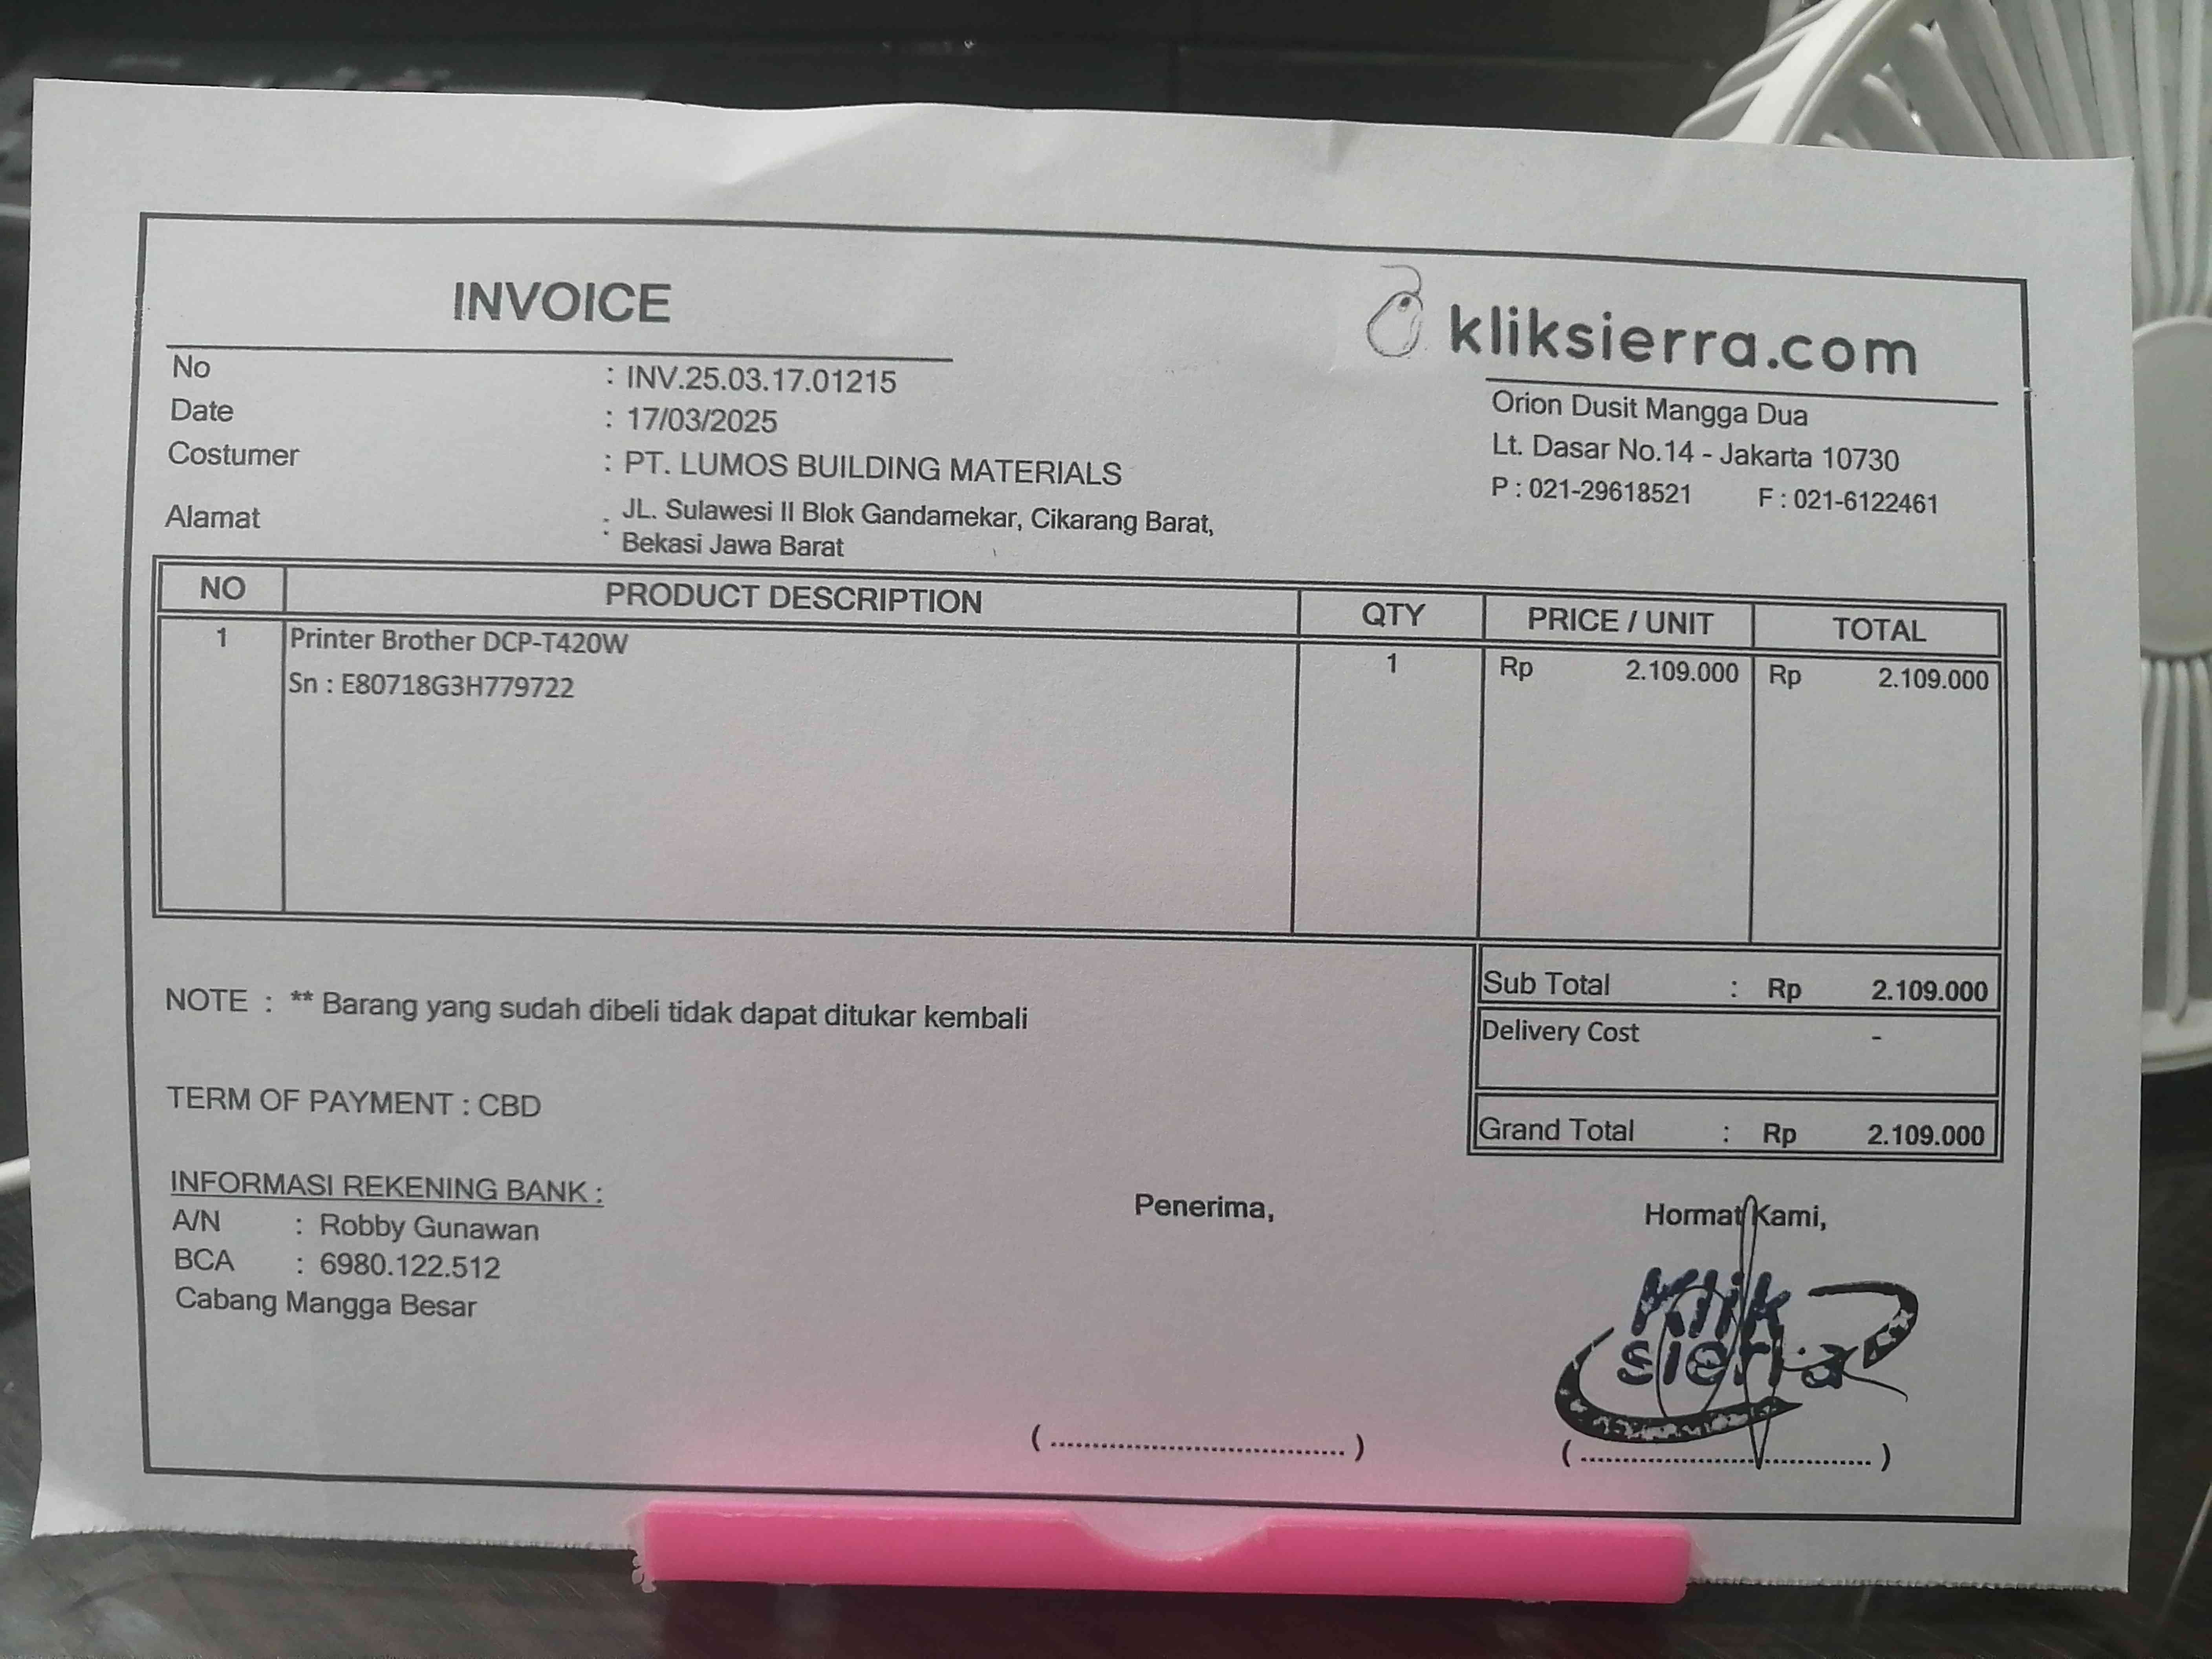 INVOICE
kliksierra.com
No : INV.25.03.17.01215
Date : 17/03/2025
Costumer : PT. LUMOS BUILDING MATERIALS
Alamat : JL. Sulawesi II Blok Gandamekar, Cikarang Barat,
Bekasi Jawa Barat
Orion Dusit Mangga Dua
Lt. Dasar No.14 - Jakarta 10730
P : 021-29618521 F : 021-6122461
NO PRODUCT DESCRIPTION QTY PRICE / UNIT TOTAL
1 Printer Brother DCP-T420W 1 Rp 2.109.000 Rp 2.109.000
Sn : E80718G3H779722
Sub Total : Rp 2.109.000
Delivery Cost -
Grand Total : Rp 2.109.000
NOTE : ** Barang yang sudah dibeli tidak dapat ditukar kembali
TERM OF PAYMENT : CBD
INFORMASI REKENING BANK :
A/N : Robby Gunawan
BCA : 6980.122.512
Cabang Mangga Besar
Penerima,
(..............................)
Hormat Kami,
Klik
sierra
(..............................)